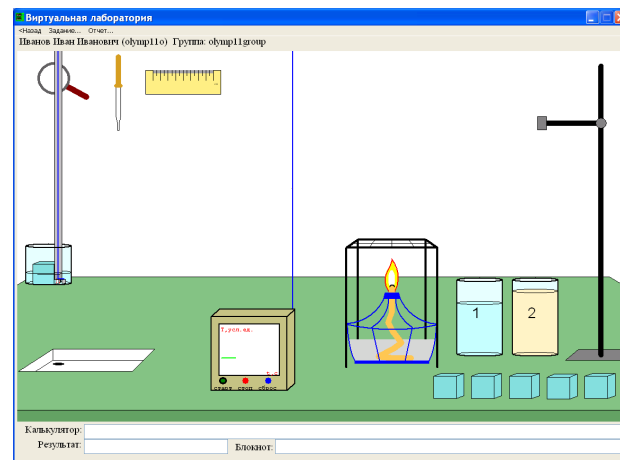 Виртуальная лаборатория
<Назад Задание... Отчет...
Иванов Иван Иванович (olymp11o) Группа: olymp11group
T,усл.ед.
t,c
старт стоп сброс
1 2
Калькулятор:
Результат: Блокнот: